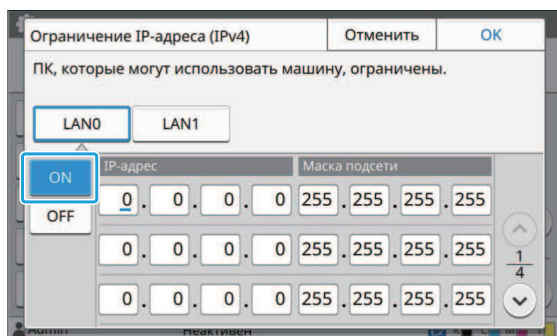 Ограничение IP-адреса (IPv4) Отменить OK
ПК, которые могут использовать машину, ограничены.
LAN0 LAN1
ON IP-адрес Маска подсети
0 . 0 . 0 . 0 255 . 255 . 255 . 255
OFF
0 . 0 . 0 . 0 255 . 255 . 255 . 255
1
4
0 . 0 . 0 . 0 255 . 255 . 255 . 255
Admin Неактивен